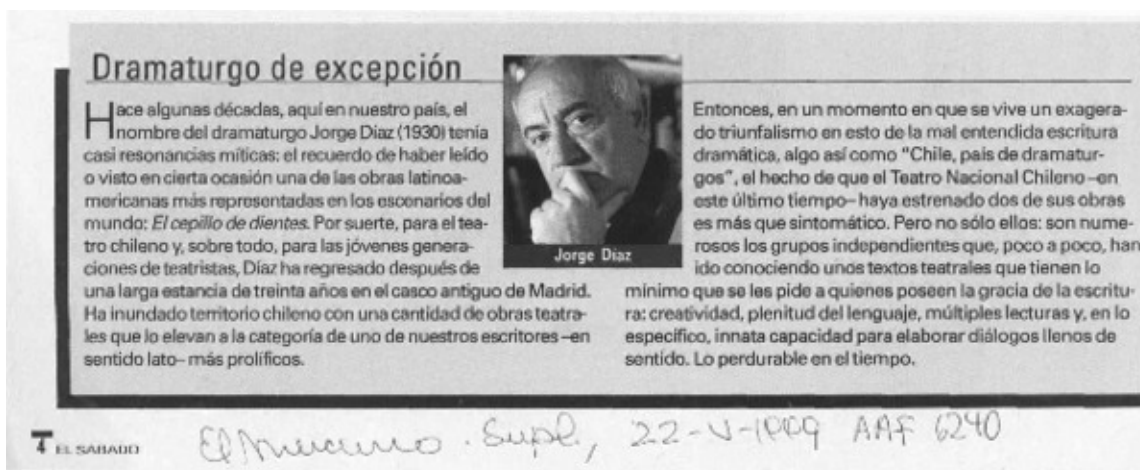 Dramaturgo de excepción
Hace algunas décadas, aquí en nuestro país, el
nombre del dramaturgo Jorge Díaz (1930) tenía
casi resonancias míticas: el recuerdo de haber leído
o visto en cierta ocasión una de las obras latinoa-
mericanas más representadas en los escenarios del
mundo: El cepillo de dientes. Por suerte, para el tea-
tro chileno y, sobre todo, para las jóvenes genera-
ciones de teatristas, Díaz ha regresado después de
una larga estancia de treinta años en el casco antiguo de Madrid.
Ha inundado territorio chileno con una cantidad de obras teatra-
les que lo elevan a la categoría de uno de nuestros escritores –en
sentido lato– más prolíficos.
Jorge Díaz
Entonces, en un momento en que se vive un exagera-
do triunfalismo en esto de la mal entendida escritura
dramática, algo así como "Chile, país de dramatur-
gos", el hecho de que el Teatro Nacional Chileno –en
este último tiempo– haya estrenado dos de sus obras
es más que sintomático. Pero no sólo ellos: son nume-
rosos los grupos independientes que, poco a poco, han
ido conociendo unos textos teatrales que tienen lo
mínimo que se les pide a quienes poseen la gracia de la escritu-
ra: creatividad, plenitud del lenguaje, múltiples lecturas y, en lo
específico, innata capacidad para elaborar diálogos llenos de
sentido. Lo perdurable en el tiempo.
4 EL SABADO
El Mercurio. Supl., 22-V-1999 AAF 6240